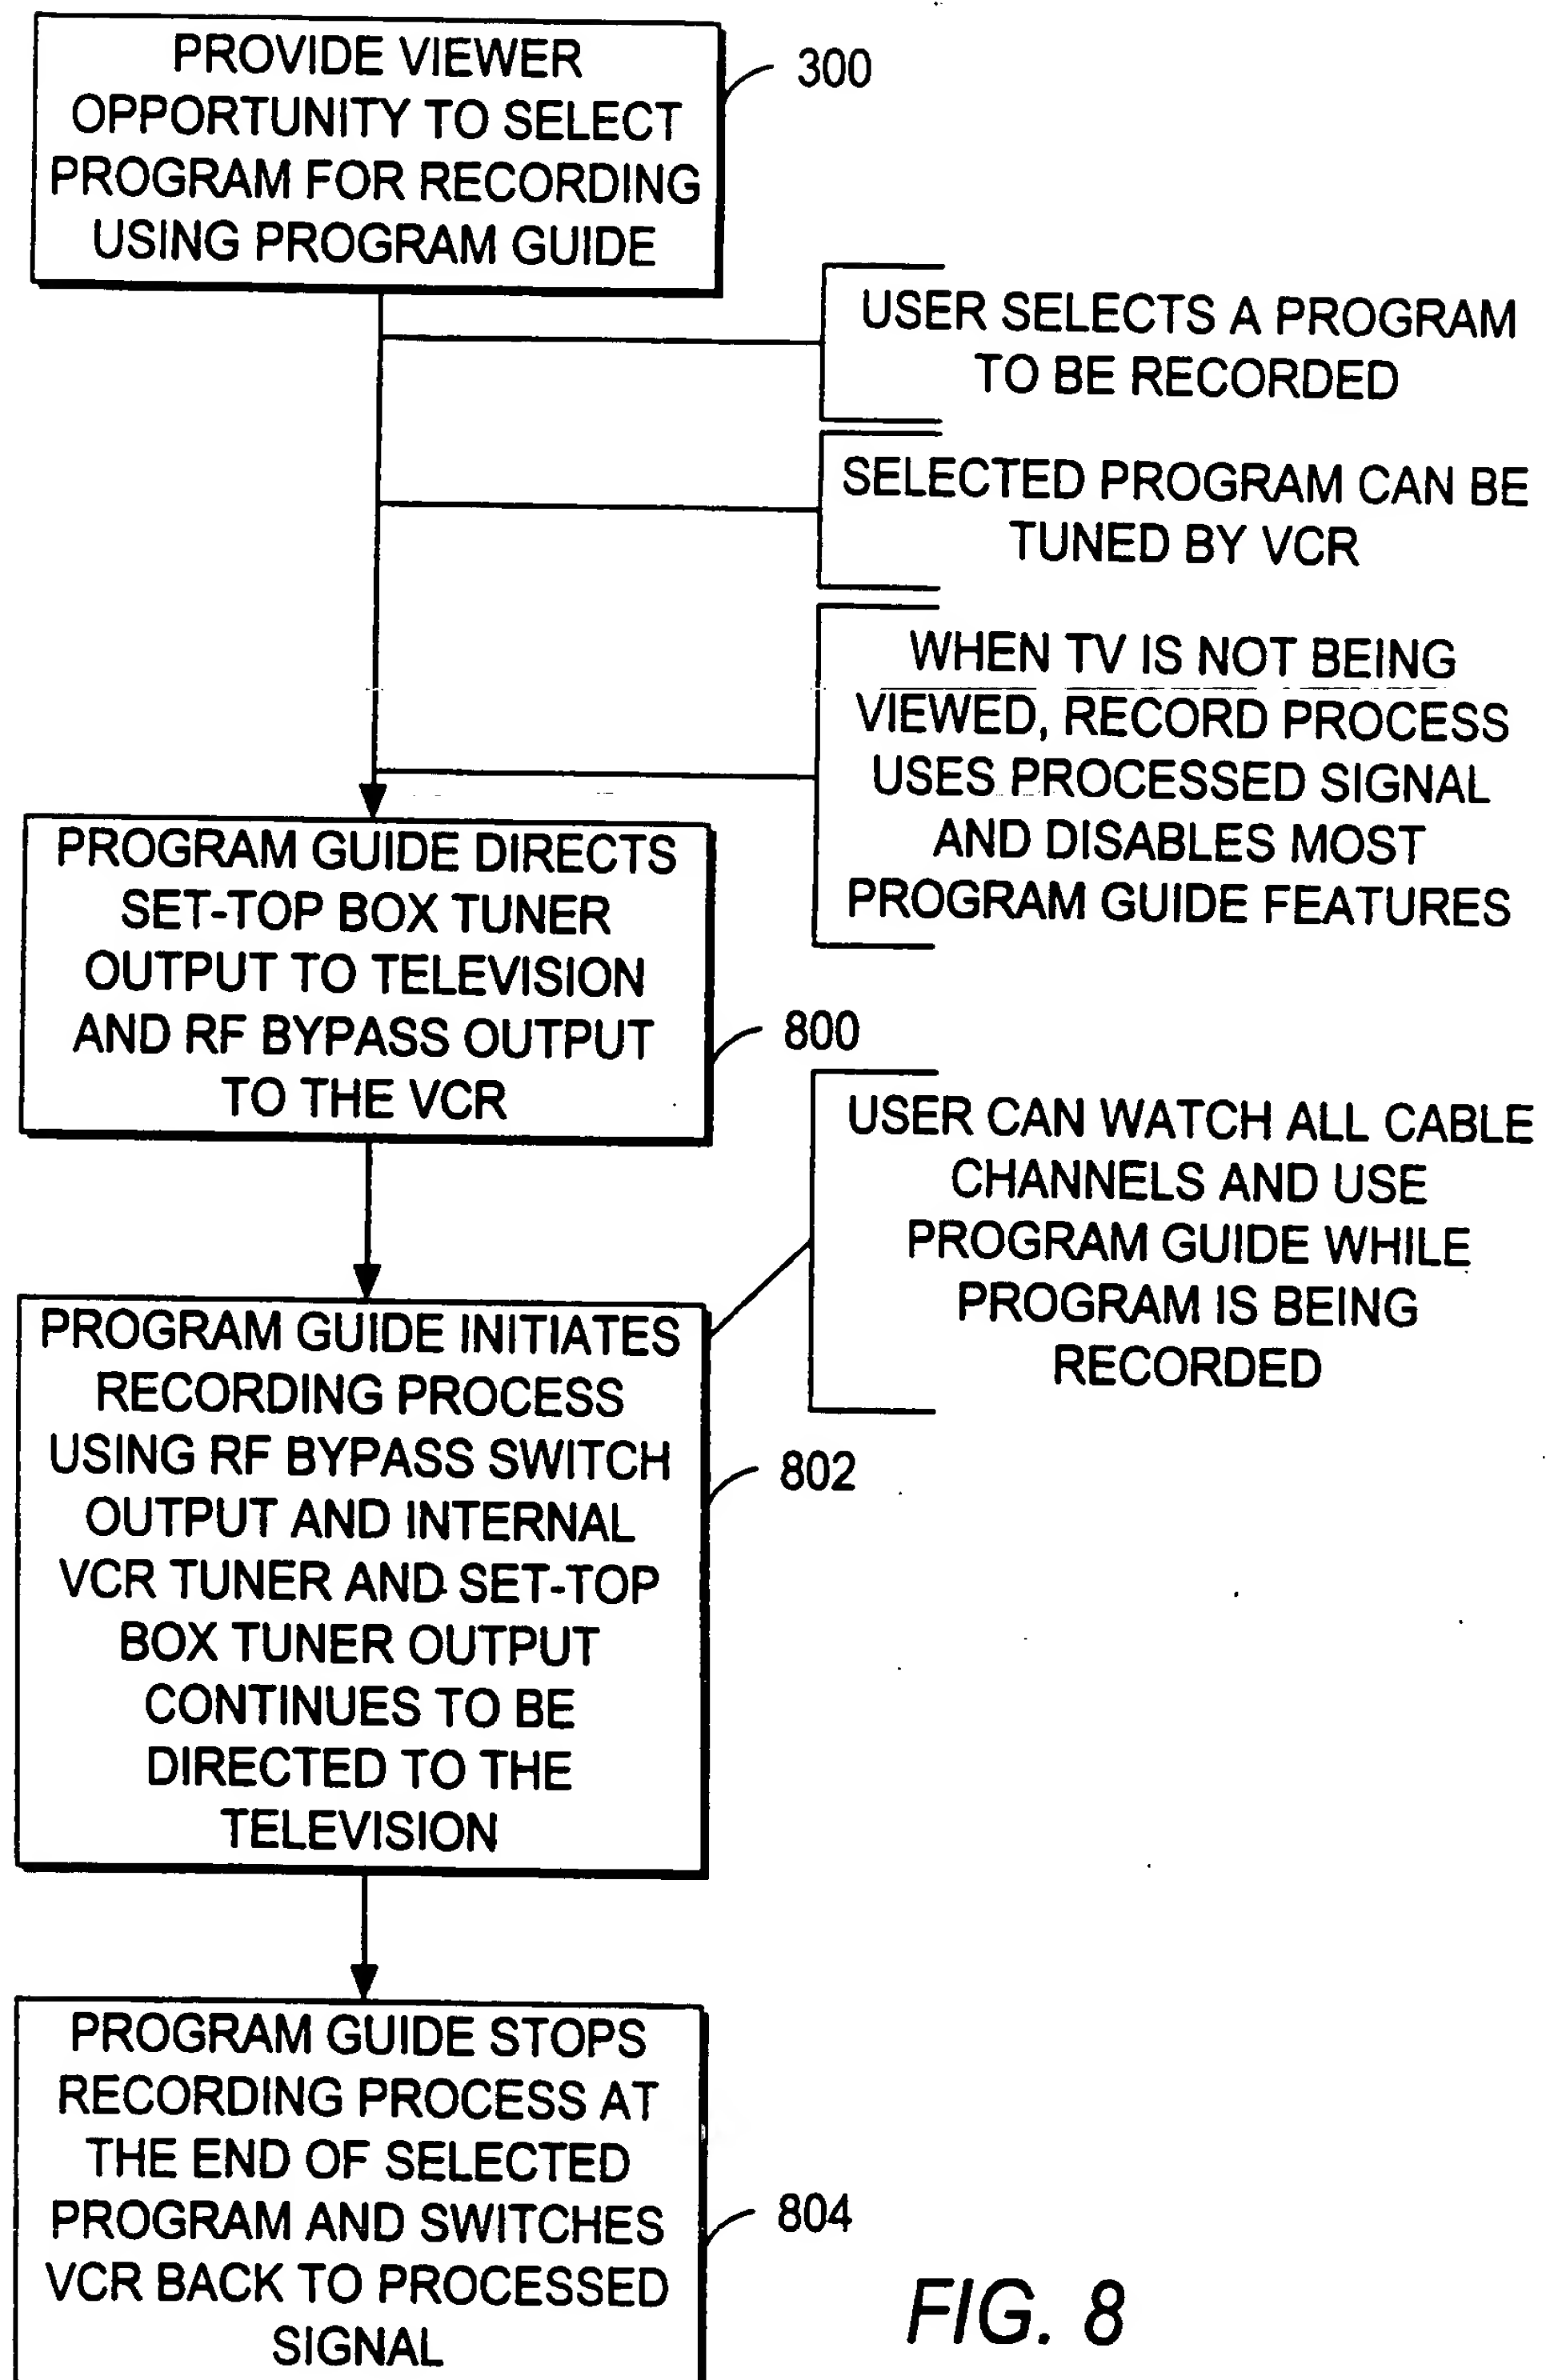 PROVIDE VIEWER
OPPORTUNITY TO SELECT
PROGRAM FOR RECORDING
USING PROGRAM GUIDE
300
USER SELECTS A PROGRAM
TO BE RECORDED
SELECTED PROGRAM CAN BE
TUNED BY VCR
WHEN TV IS NOT BEING
VIEWED, RECORD PROCESS
USES PROCESSED SIGNAL
AND DISABLES MOST
PROGRAM GUIDE FEATURES
PROGRAM GUIDE DIRECTS
SET-TOP BOX TUNER
OUTPUT TO TELEVISION
AND RF BYPASS OUTPUT
TO THE VCR
800
USER CAN WATCH ALL CABLE
CHANNELS AND USE
PROGRAM GUIDE WHILE
PROGRAM IS BEING
RECORDED
PROGRAM GUIDE INITIATES
RECORDING PROCESS
USING RF BYPASS SWITCH
OUTPUT AND INTERNAL
VCR TUNER AND SET-TOP
BOX TUNER OUTPUT
CONTINUES TO BE
DIRECTED TO THE
TELEVISION
802
PROGRAM GUIDE STOPS
RECORDING PROCESS AT
THE END OF SELECTED
PROGRAM AND SWITCHES
VCR BACK TO PROCESSED
SIGNAL
804
FIG. 8